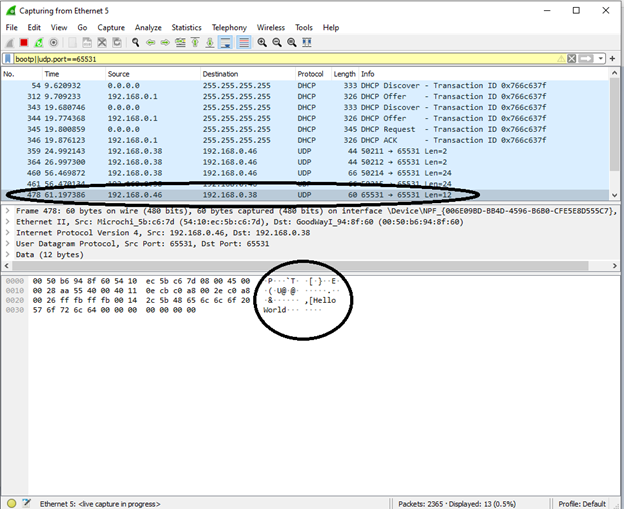 Capturing from Ethernet 5
File Edit View Go Capture Analyze Statistics Telephony Wireless Tools Help
bootp||udp.port==65531
No. Time Source Destination Protocol Length Info
54 9.620932 0.0.0.0 255.255.255.255 DHCP 333 DHCP Discover - Transaction ID 0x766c637f
312 9.709233 192.168.0.1 255.255.255.255 DHCP 326 DHCP Offer - Transaction ID 0x766c637f
343 19.680746 0.0.0.0 255.255.255.255 DHCP 333 DHCP Discover - Transaction ID 0x766c637f
344 19.774368 192.168.0.1 255.255.255.255 DHCP 326 DHCP Offer - Transaction ID 0x766c637f
345 19.800859 0.0.0.0 255.255.255.255 DHCP 345 DHCP Request - Transaction ID 0x766c637f
346 19.876123 192.168.0.1 255.255.255.255 DHCP 326 DHCP ACK - Transaction ID 0x766c637f
359 24.992143 192.168.0.38 192.168.0.46 UDP 44 50211 → 65531 Len=2
364 26.997300 192.168.0.38 192.168.0.46 UDP 44 50212 → 65531 Len=2
460 56.469872 192.168.0.38 192.168.0.46 UDP 66 50214 → 65531 Len=24
461 192.168.0.38 192.168.0.46 UDP 66 → 65531 Len=24
478 61.197386 192.168.0.46 192.168.0.38 UDP 60 65531 → 65531 Len=12
Frame 478: 60 bytes on wire (480 bits), 60 bytes captured (480 bits) on interface \Device\NPF_{006E09BD-BB4D-4596-B6B0-CFE5E8D555C7},
Ethernet II, Src: Microchi_5b:c6:7d (54:10:ec:5b:c6:7d), Dst: GoodWayI_94:8f:60 (00:50:b6:94:8f:60)
Internet Protocol Version 4, Src: 192.168.0.46, Dst: 192.168.0.38
User Datagram Protocol, Src Port: 65531, Dst Port: 65531
Data (12 bytes)
0000 00 50 b6 94 8f 60 54 10 ec 5b c6 7d 08 00 45 00 ·P···`T· ·[·}··E·
0010 00 28 aa 55 40 00 40 11 0e cb c0 a8 00 2e c0 a8 ·(·U@·@· ·····.··
0020 00 26 ff fb ff fb 00 14 2c 5b 48 65 6c 6c 6f 20 ·&······ ,[Hello
0030 57 6f 72 6c 64 00 00 00 00 00 00 00 World··· ····
Ethernet 5: <live capture in progress> Packets: 2365 · Displayed: 13 (0.5%) Profile: Default